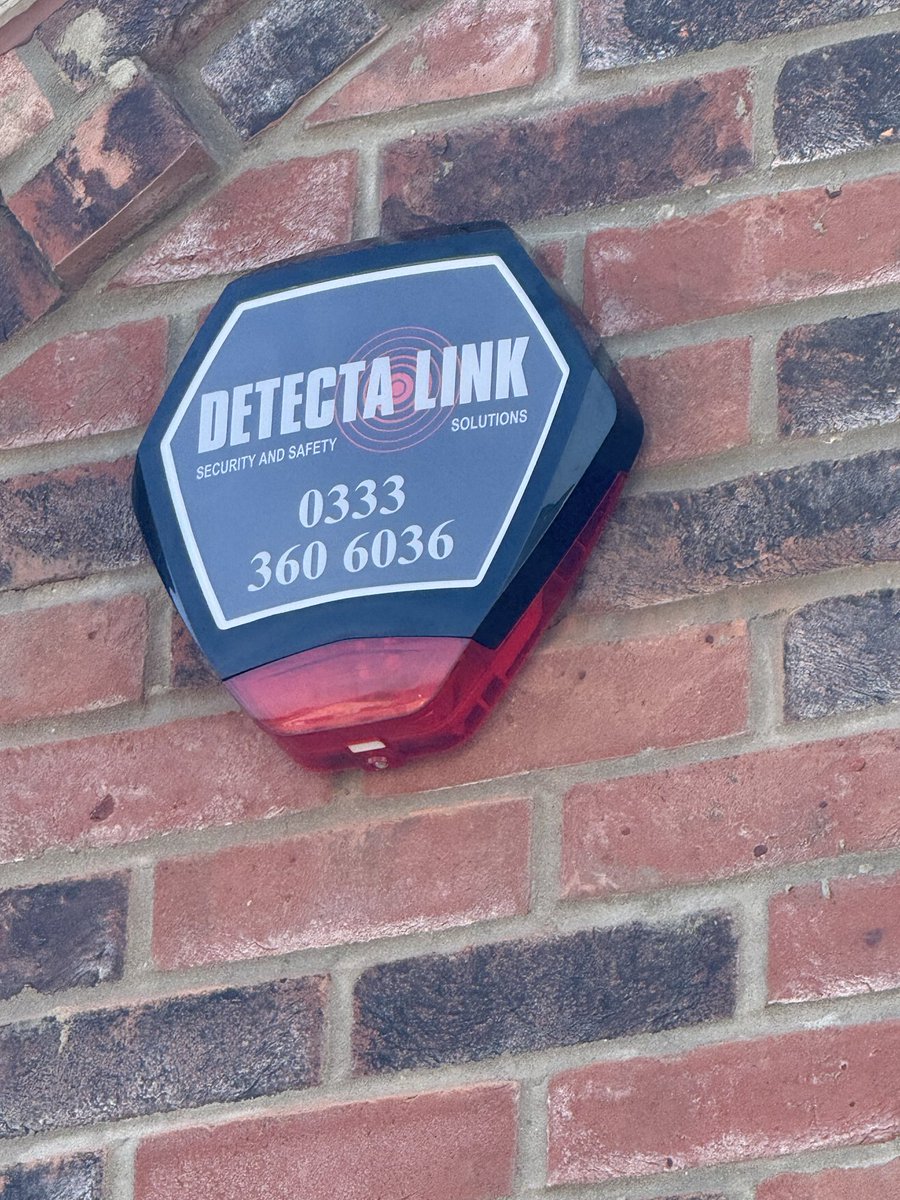 DETECTA LINK
SECURITY AND SAFETY SOLUTIONS
0333
360 6036